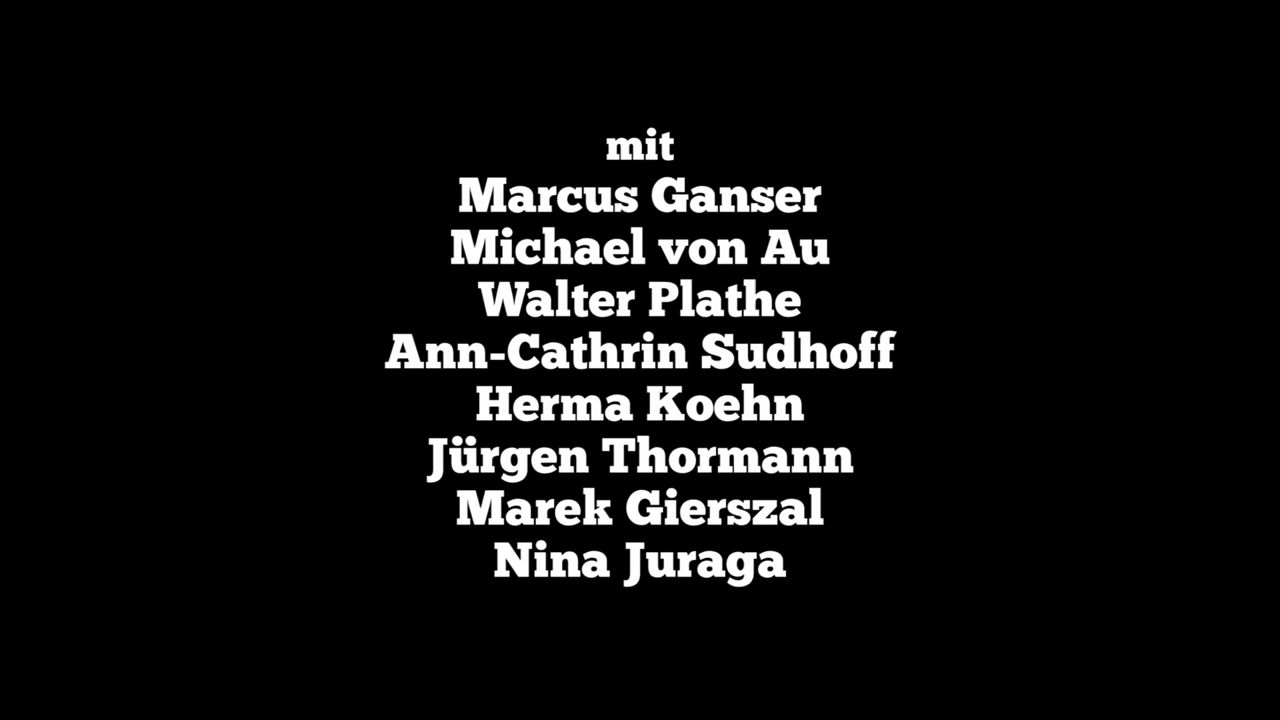 mit
Marcus Ganser
Michael von Au
Walter Plathe
Ann-Cathrin Sudhoff
Herma Koehn
Jürgen Thormann
Marek Gierszal
Nina Juraga